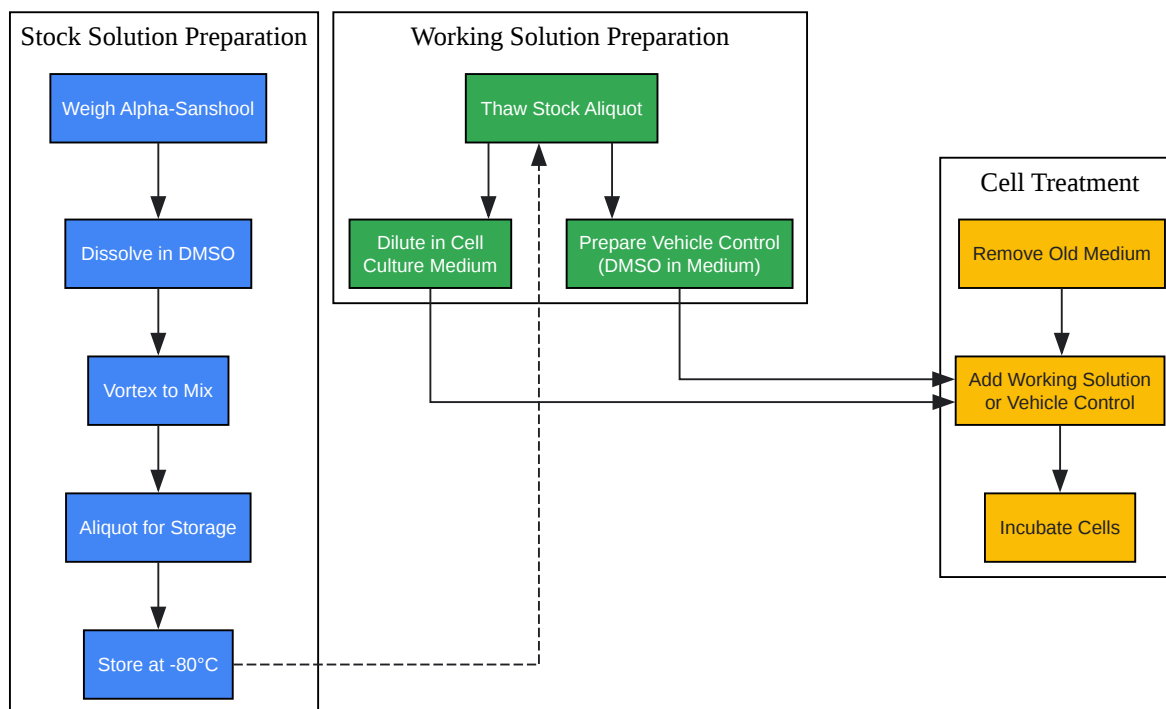 Stock Solution Preparation
Weigh Alpha-Sanshool
Dissolve in DMSO
Vortex to Mix
Aliquot for Storage
Store at -80°C
Working Solution Preparation
Thaw Stock Aliquot
Dilute in Cell
Culture Medium
Prepare Vehicle Control
(DMSO in Medium)
Cell Treatment
Remove Old Medium
Add Working Solution
or Vehicle Control
Incubate Cells